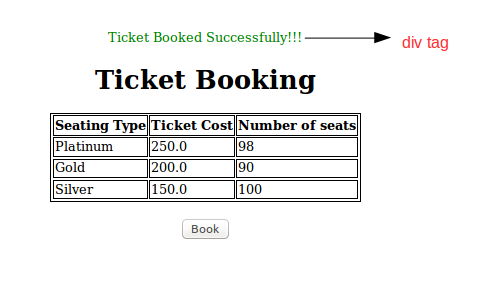 Ticket Booked Successfully!!! div tag
Ticket Booking
Seating Type Ticket Cost Number of seats
Platinum 250.0 98
Gold 200.0 90
Silver 150.0 100
Book